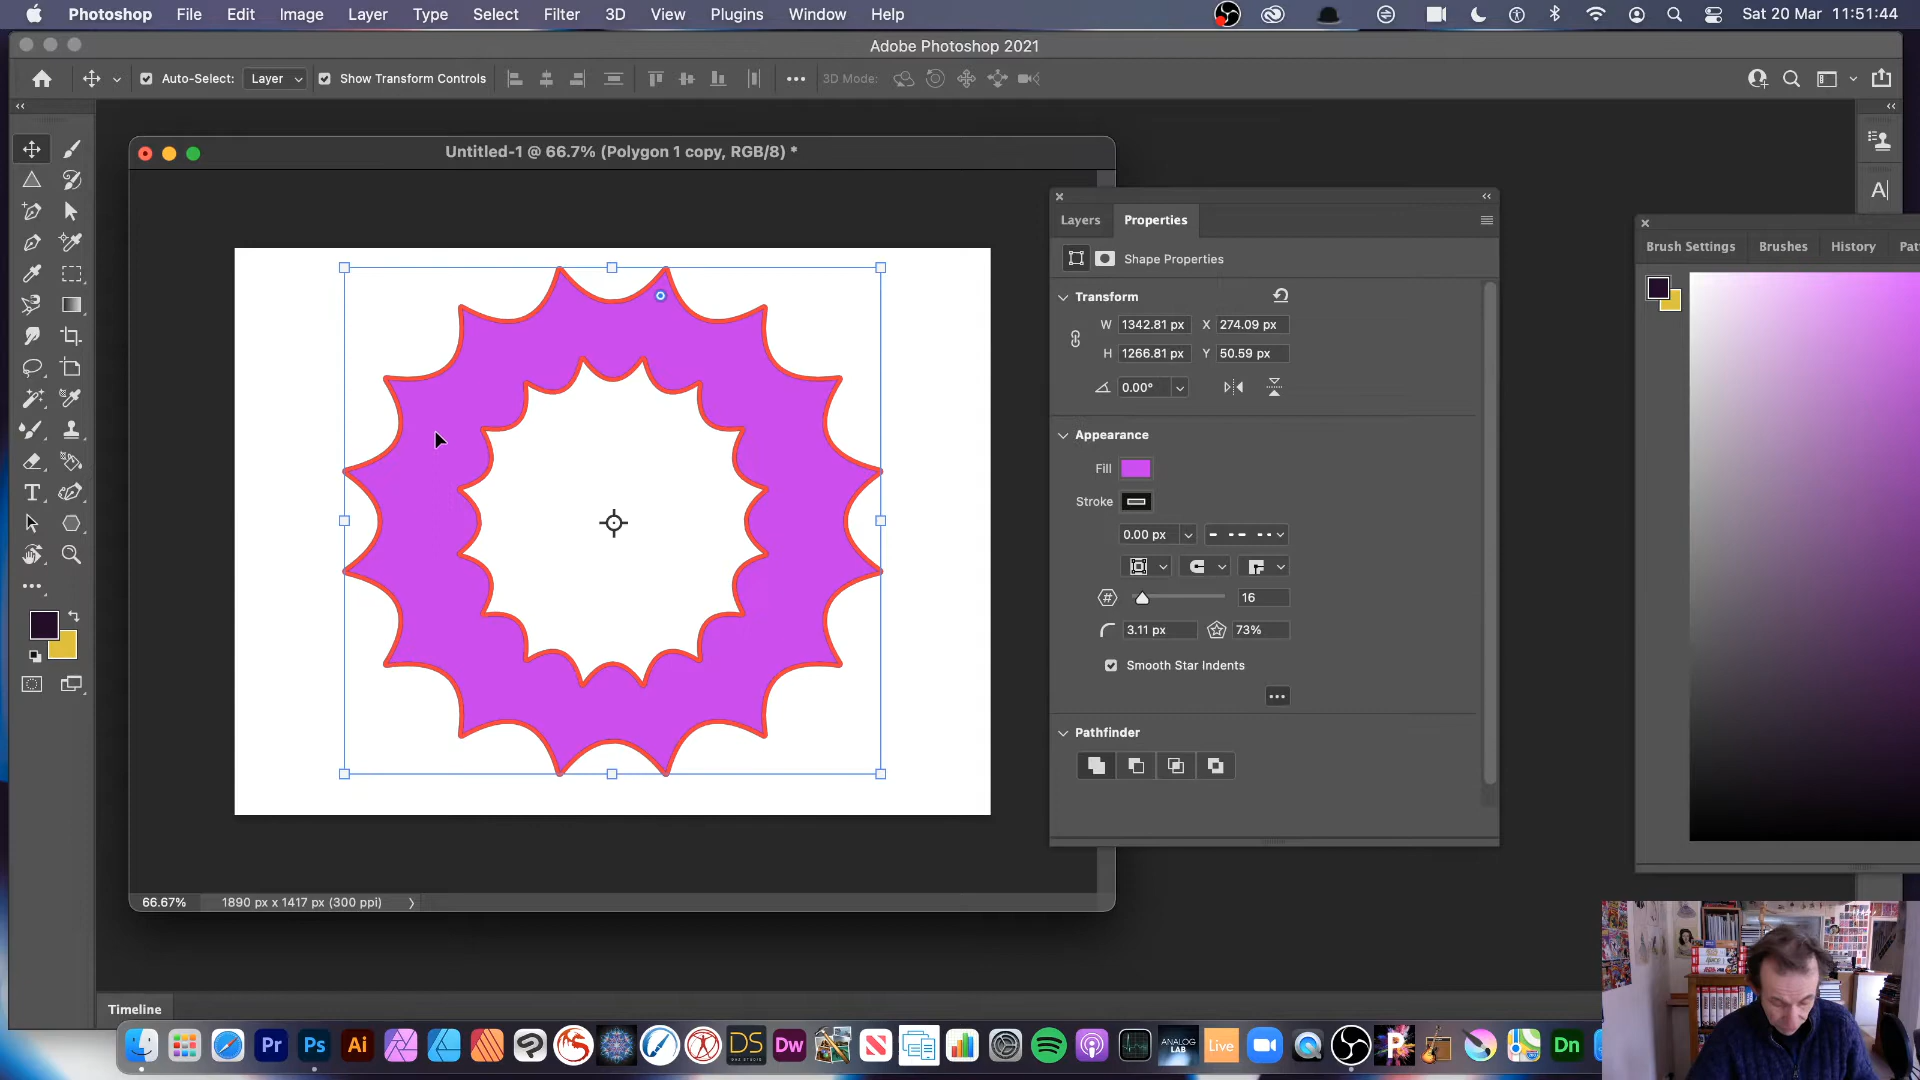 Photoshop File Edit Image Layer Type Select Filter 3D View Plugins Window Help Sat 20 Mar 11:51:44
Adobe Photoshop 2021
Auto-Select: Layer Show Transform Controls 3D Mode:
Untitled-1 @ 66.7% (Polygon 1 copy, RGB/8) *
Layers Properties
Shape Properties
Transform
W 1342.81 px X 274.09 px
H 1266.81 px Y 50.59 px
0.00°
Appearance
Fill
Stroke
0.00 px
16
3.11 px 73%
Smooth Star Indents
Pathfinder
Brush Settings Brushes History Pat
66.67% 1890 px x 1417 px (300 ppi)
Timeline
Pr Ps Ai DS Dw ANALOG LAB Live P Dn